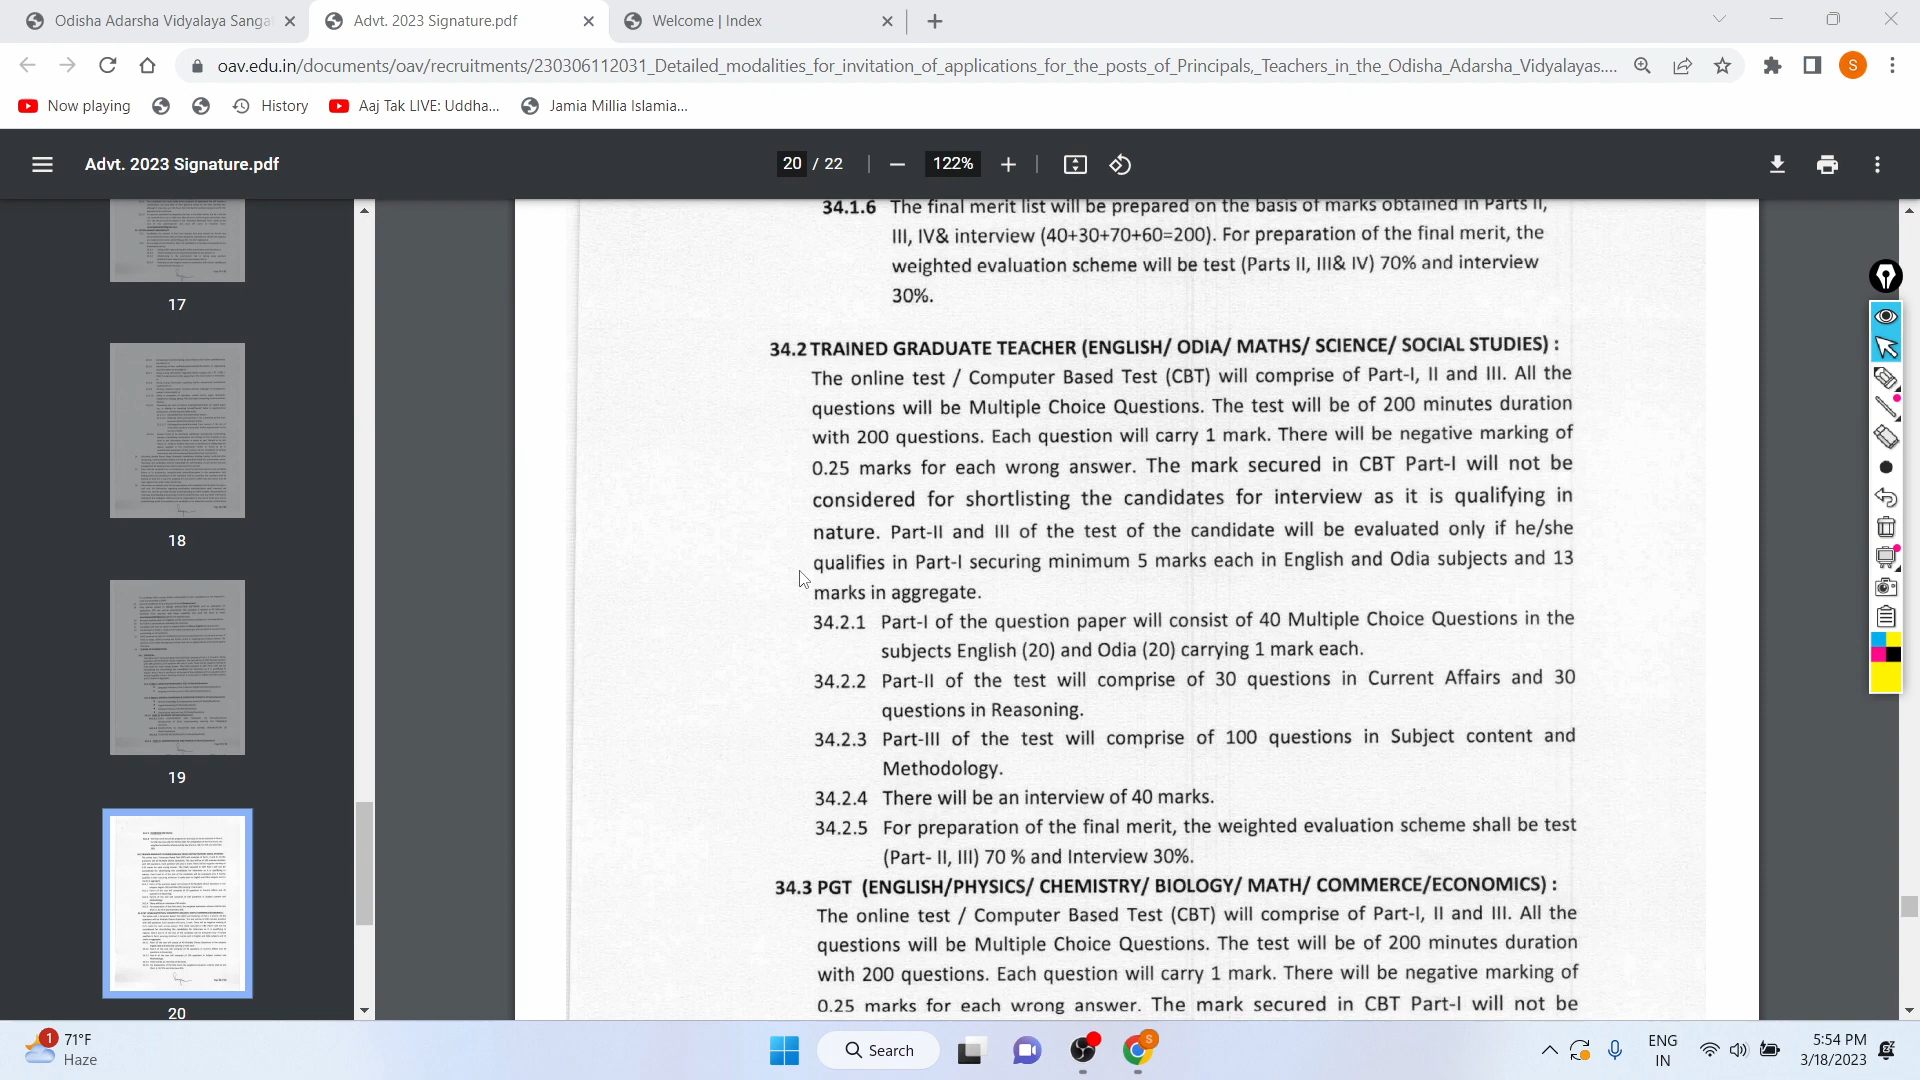 Odisha Adarsha Vidyalaya Sanga
Advt. 2023 Signature.pdf
Welcome | Index
oav.edu.in/documents/oav/recruitments/230306112031_Detailed_modalities_for_invitation_of_applications_for_the_posts_of_Principals,_Teachers_in_the_Odisha_Adarsha_Vidyalayas....
S
Now playing
History
Aaj Tak LIVE: Uddha...
Jamia Millia Islamia...
Advt. 2023 Signature.pdf
20 / 22
122%
17
18
19
20
34.1.6 The final merit list will be prepared on the basis of marks obtained in Parts II,
III, IV& interview (40+30+70+60=200). For preparation of the final merit, the
weighted evaluation scheme will be test (Parts II, III& IV) 70% and interview
30%.
34.2 TRAINED GRADUATE TEACHER (ENGLISH/ ODIA/ MATHS/ SCIENCE/ SOCIAL STUDIES) :
The online test / Computer Based Test (CBT) will comprise of Part-I, II and III. All the
questions will be Multiple Choice Questions. The test will be of 200 minutes duration
with 200 questions. Each question will carry 1 mark. There will be negative marking of
0.25 marks for each wrong answer. The mark secured in CBT Part-I will not be
considered for shortlisting the candidates for interview as it is qualifying in
nature. Part-II and III of the test of the candidate will be evaluated only if he/she
qualifies in Part-I securing minimum 5 marks each in English and Odia subjects and 13
marks in aggregate.
34.2.1 Part-I of the question paper will consist of 40 Multiple Choice Questions in the
subjects English (20) and Odia (20) carrying 1 mark each.
34.2.2 Part-II of the test will comprise of 30 questions in Current Affairs and 30
questions in Reasoning.
34.2.3 Part-III of the test will comprise of 100 questions in Subject content and
Methodology.
34.2.4 There will be an interview of 40 marks.
34.2.5 For preparation of the final merit, the weighted evaluation scheme shall be test
(Part- II, III) 70 % and Interview 30%.
34.3 PGT (ENGLISH/PHYSICS/ CHEMISTRY/ BIOLOGY/ MATH/ COMMERCE/ECONOMICS) :
The online test / Computer Based Test (CBT) will comprise of Part-I, II and III. All the
questions will be Multiple Choice Questions. The test will be of 200 minutes duration
with 200 questions. Each question will carry 1 mark. There will be negative marking of
0.25 marks for each wrong answer. The mark secured in CBT Part-I will not be
1
71°F
Haze
Search
S
ENG
IN
5:54 PM
3/18/2023